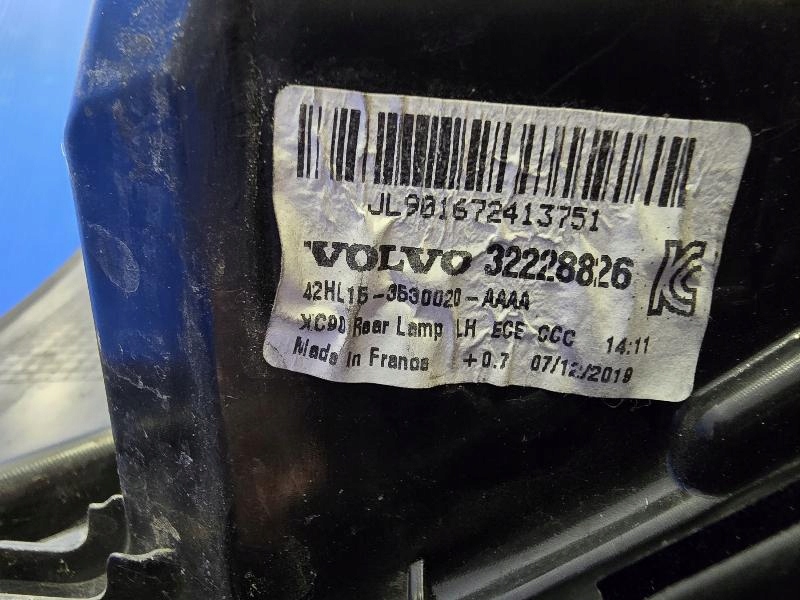 JL901672413751
VOLVO 32228826
42HL15-3530020-AAAA
XC90 Rear Lamp LH ECE CCC 14:11
Made in France +0.7 07/12/2019